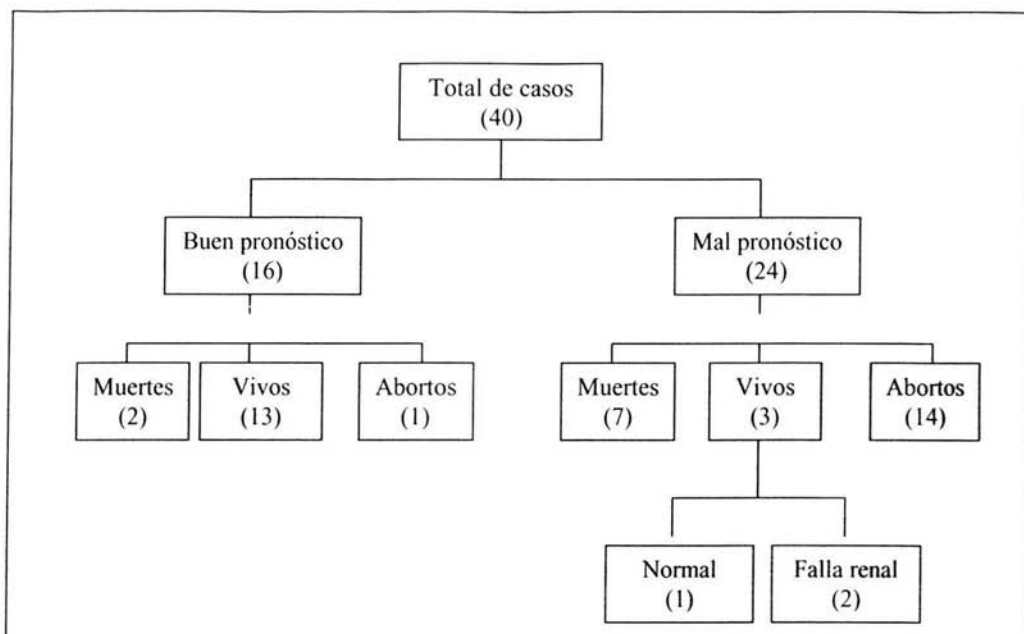 Total de casos
(40)
Buen pronóstico
(16)
Mal pronóstico
(24)
Muertes
(2)
Vivos
(13)
Abortos
(1)
Muertes
(7)
Vivos
(3)
Abortos
(14)
Normal
(1)
Falla renal
(2)